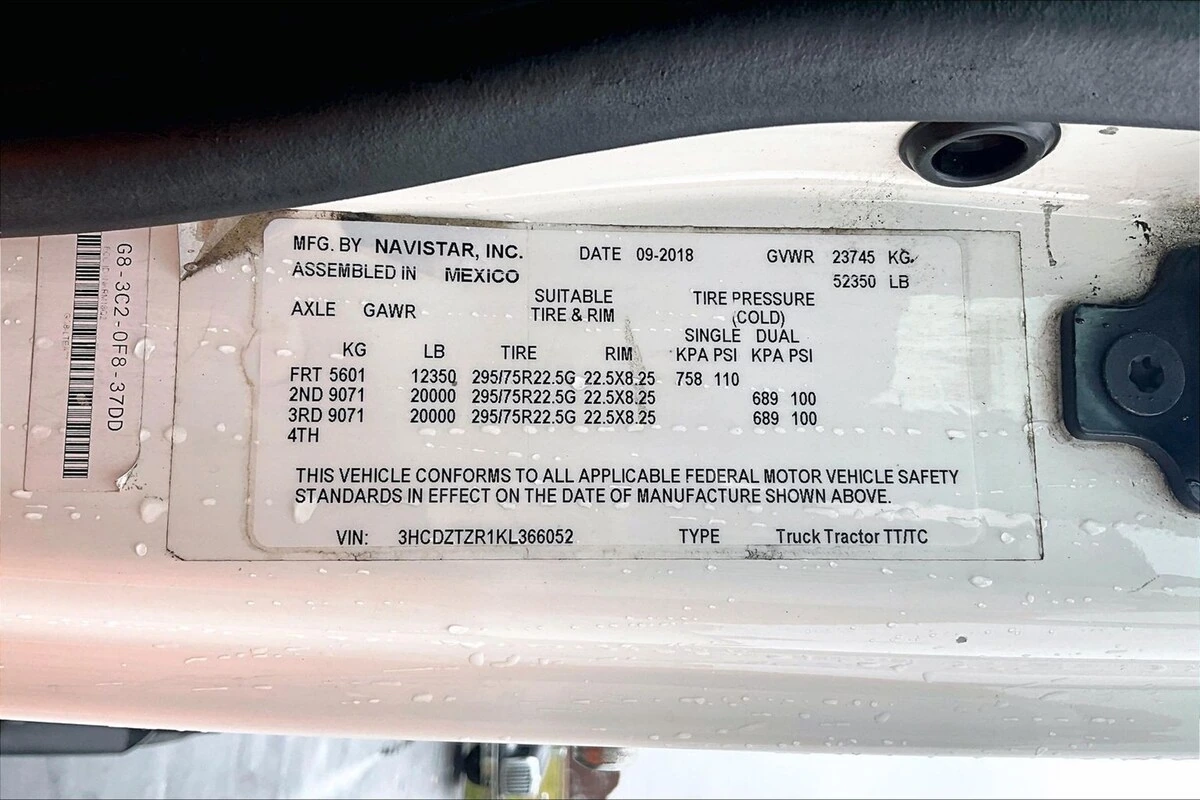 MFG. BY NAVISTAR, INC. DATE 09-2018 GVWR 23745 KG
ASSEMBLED IN MEXICO 52350 LB
AXLE GAWR SUITABLE TIRE PRESSURE
TIRE & RIM (COLD)
SINGLE DUAL
KG LB TIRE RIM KPA PSI KPA PSI
FRT 5601 12350 295/75R22.5G 22.5X8.25 758 110
2ND 9071 20000 295/75R22.5G 22.5X8.25 689 100
3RD 9071 20000 295/75R22.5G 22.5X8.25 689 100
4TH
THIS VEHICLE CONFORMS TO ALL APPLICABLE FEDERAL MOTOR VEHICLE SAFETY
STANDARDS IN EFFECT ON THE DATE OF MANUFACTURE SHOWN ABOVE.
VIN: 3HCDZTZR1KL366052 TYPE Truck Tractor TT/TC
G8-3C2-0F8-37DD